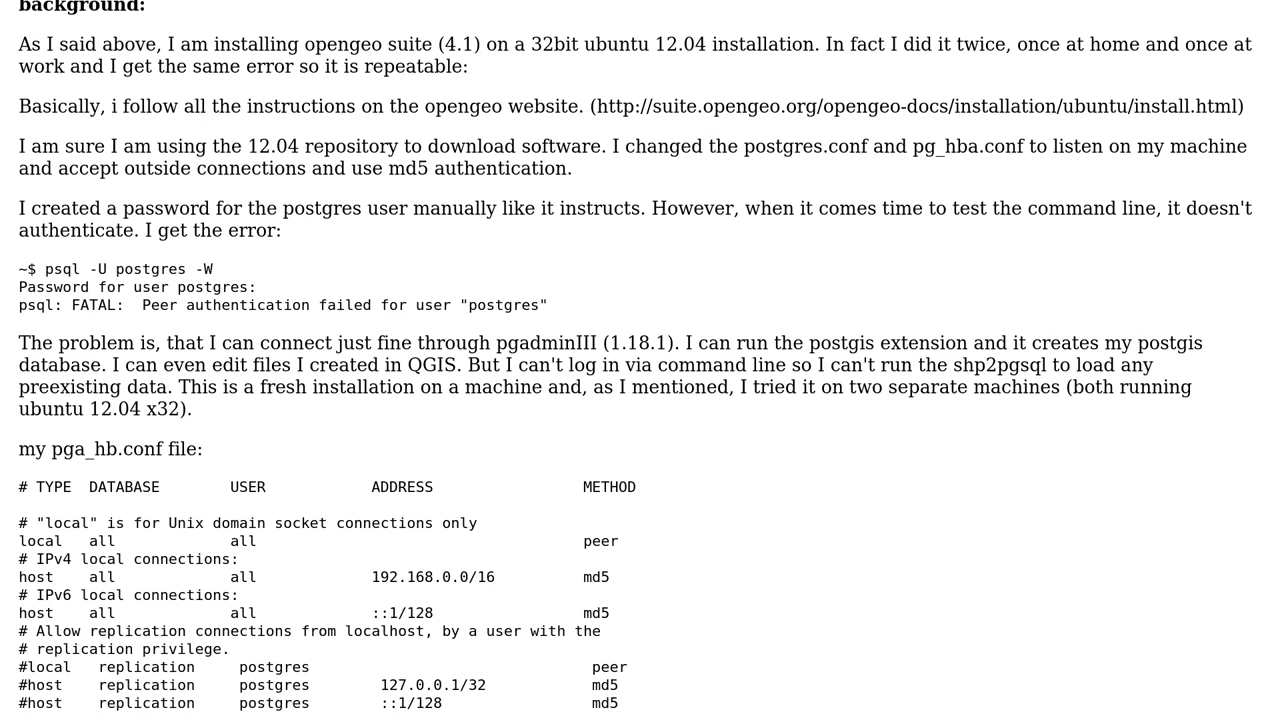 background:
As I said above, I am installing opengeo suite (4.1) on a 32bit ubuntu 12.04 installation. In fact I did it twice, once at home and once at
work and I get the same error so it is repeatable:
Basically, i follow all the instructions on the opengeo website. (http://suite.opengeo.org/opengeo-docs/installation/ubuntu/install.html)
I am sure I am using the 12.04 repository to download software. I changed the postgres.conf and pg_hba.conf to listen on my machine
and accept outside connections and use md5 authentication.
I created a password for the postgres user manually like it instructs. However, when it comes time to test the command line, it doesn't
authenticate. I get the error:
~$ psql -U postgres -W
Password for user postgres:
psql: FATAL:  Peer authentication failed for user "postgres"
The problem is, that I can connect just fine through pgadminIII (1.18.1). I can run the postgis extension and it creates my postgis
database. I can even edit files I created in QGIS. But I can't log in via command line so I can't run the shp2pgsql to load any
preexisting data. This is a fresh installation on a machine and, as I mentioned, I tried it on two separate machines (both running
ubuntu 12.04 x32).
my pga_hb.conf file:
# TYPE  DATABASE        USER            ADDRESS                 METHOD
# "local" is for Unix domain socket connections only
local   all             all                                     peer
# IPv4 local connections:
host    all             all             192.168.0.0/16          md5
# IPv6 local connections:
host    all             all             ::1/128                 md5
# Allow replication connections from localhost, by a user with the
# replication privilege.
#local   replication     postgres                                peer
#host    replication     postgres        127.0.0.1/32            md5
#host    replication     postgres        ::1/128                 md5